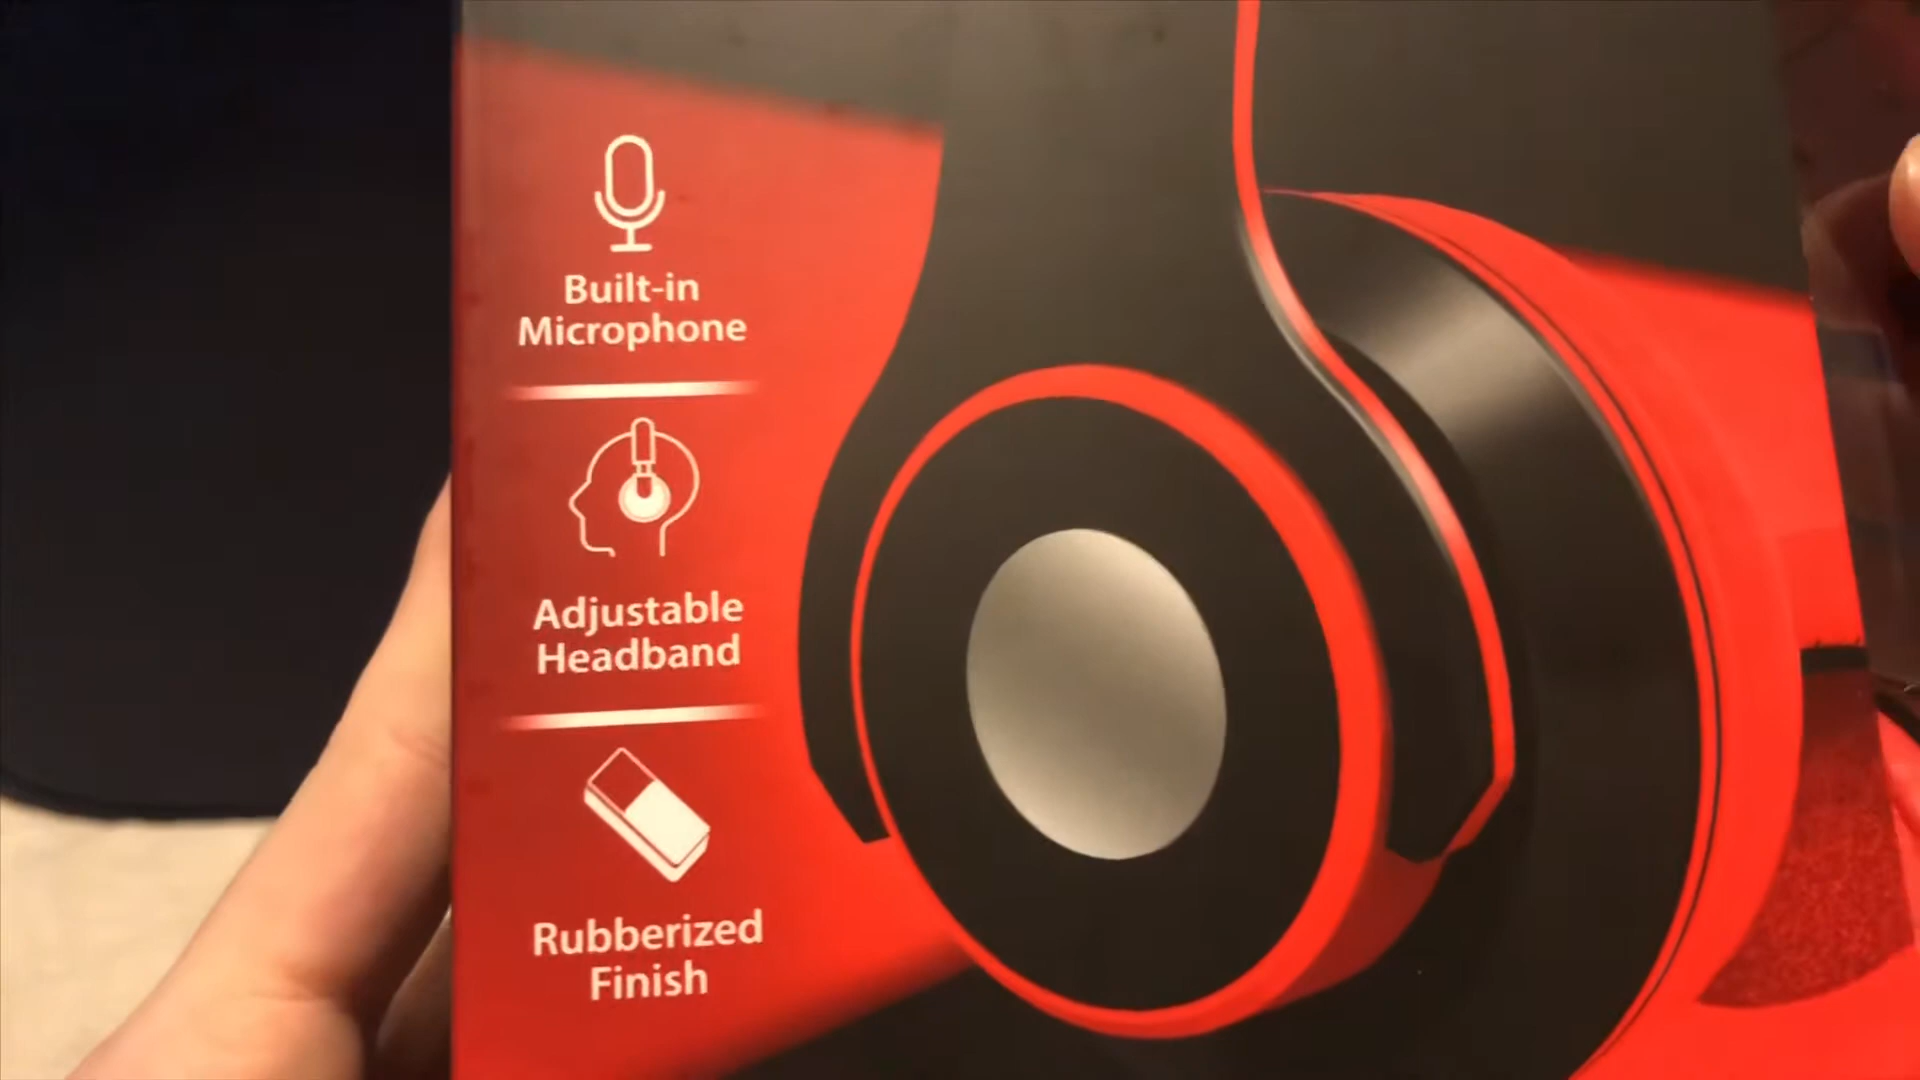 Built-in
Microphone
Adjustable
Headband
Rubberized
Finish